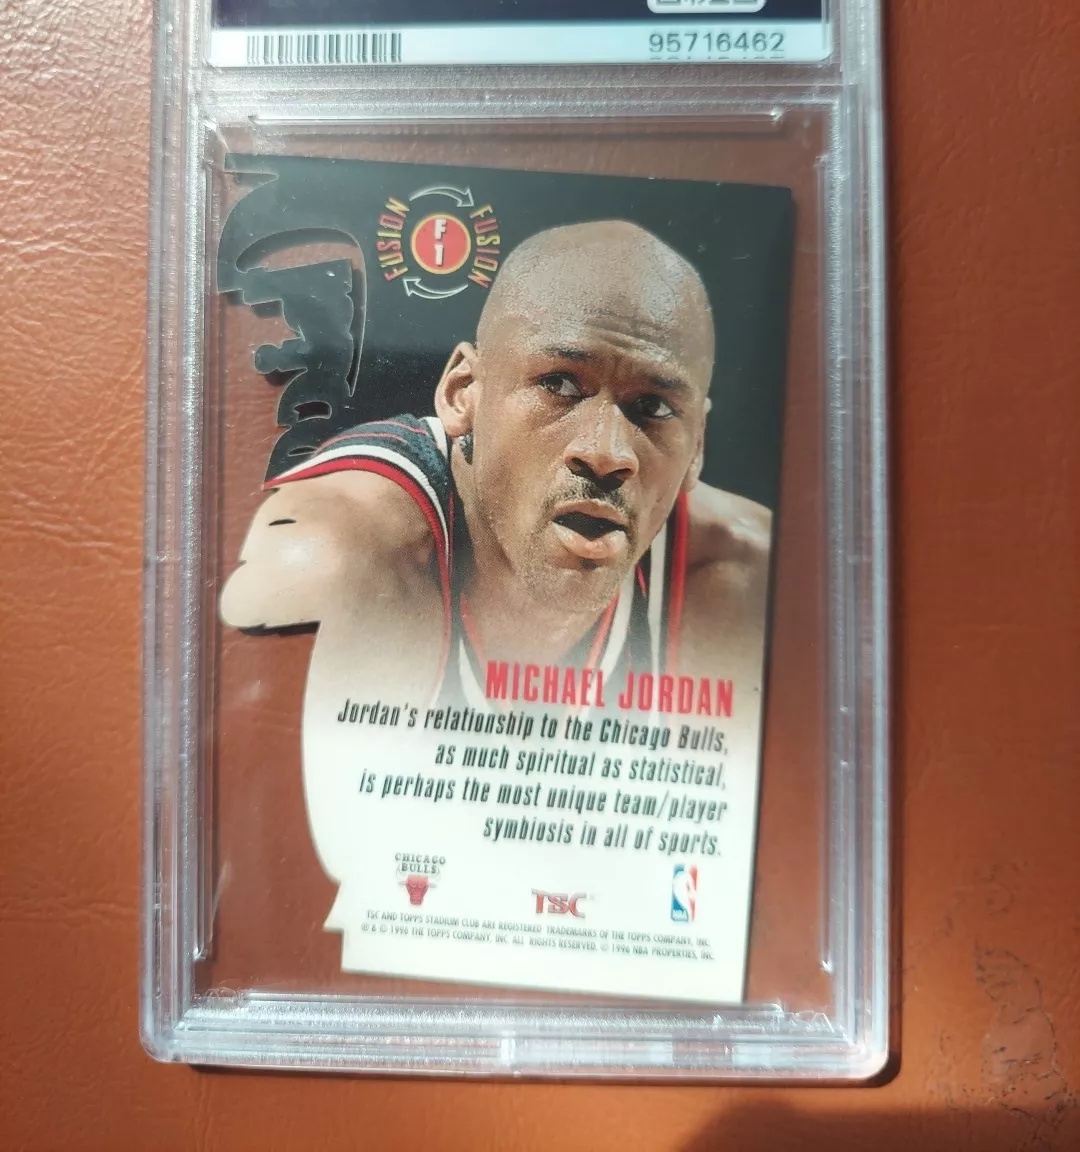 95716462
FUSION
F
1
FUSION
MICHAEL JORDAN
Jordan's relationship to the Chicago Bulls,
as much spiritual as statistical,
is perhaps the most unique team/player
symbiosis in all of sports.
CHICAGO
BULLS
TSC
NBA
TSC AND TOPPS STADIUM CLUB ARE REGISTERED TRADEMARKS OF THE TOPPS COMPANY, INC.
® & © 1996 THE TOPPS COMPANY, INC. ALL RIGHTS RESERVED. © 1996 NBA PROPERTIES, INC.